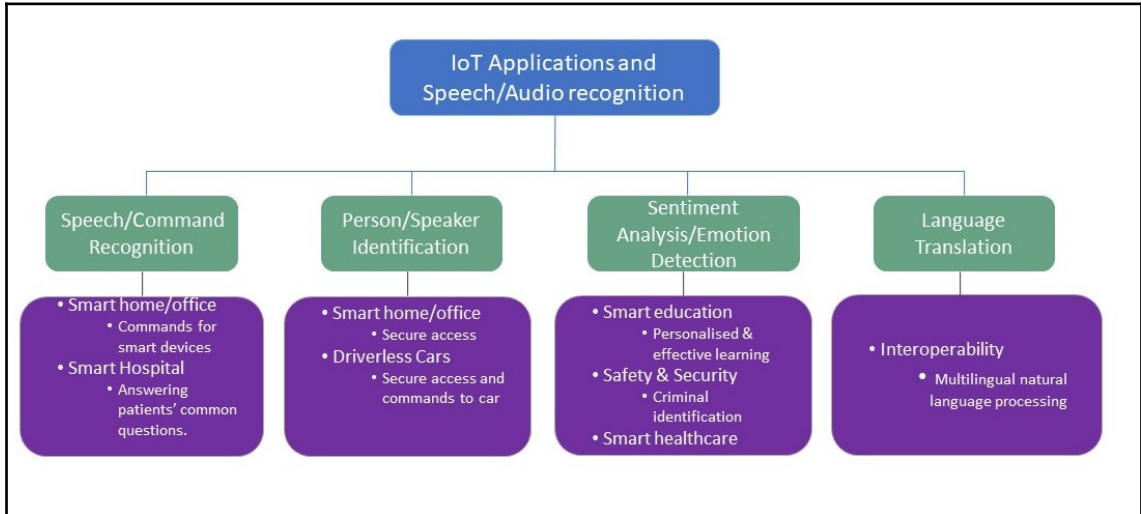 IoT Applications and
Speech/Audio recognition
Speech/Command
Recognition
• Smart home/office
• Commands for
smart devices
• Smart Hospital
• Answering
patients' common
questions.
Person/Speaker
Identification
• Smart home/office
• Secure access
• Driverless Cars
• Secure access and
commands to car
Sentiment
Analysis/Emotion
Detection
• Smart education
• Personalised &
effective learning
• Safety & Security
• Criminal
identification
• Smart healthcare
Language
Translation
• Interoperability
• Multilingual natural
language processing